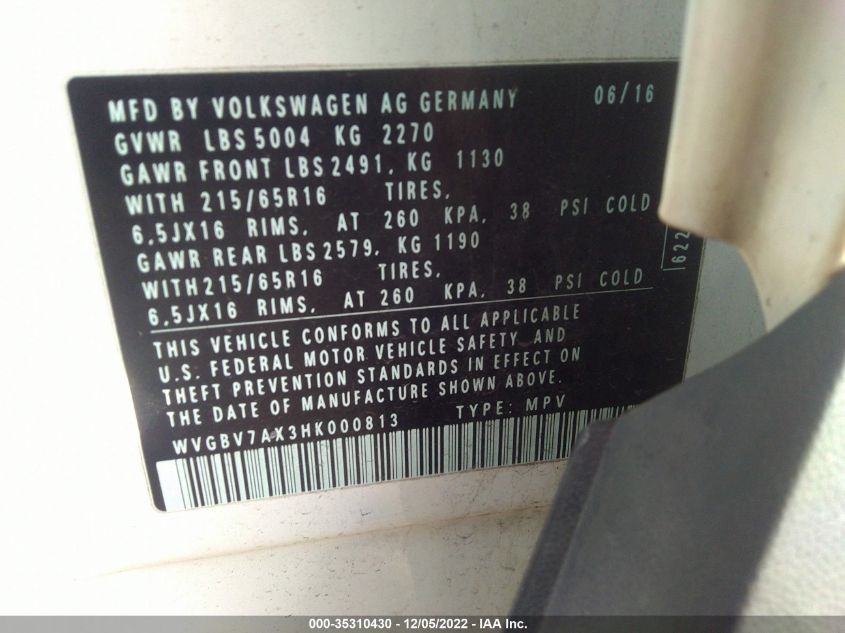 MFD BY VOLKSWAGEN AG GERMANY 06/16
GVWR LBS 5004 KG 2270
GAWR FRONT LBS 2491, KG 1130
WITH 215/65R16 TIRES,
6,5JX16 RIMS, AT 260 KPA, 38 PSI COLD
GAWR REAR LBS 2579, KG 1190
WITH 215/65R16 TIRES,
6,5JX16 RIMS, AT 260 KPA, 38 PSI COLD
622
THIS VEHICLE CONFORMS TO ALL APPLICABLE
U.S. FEDERAL MOTOR VEHICLE SAFETY, AND
THEFT PREVENTION STANDARDS IN EFFECT ON
THE DATE OF MANUFACTURE SHOWN ABOVE.
WVGBV7AX3HK000813 TYPE: MPV
000-35310430 - 12/05/2022 - IAA Inc.